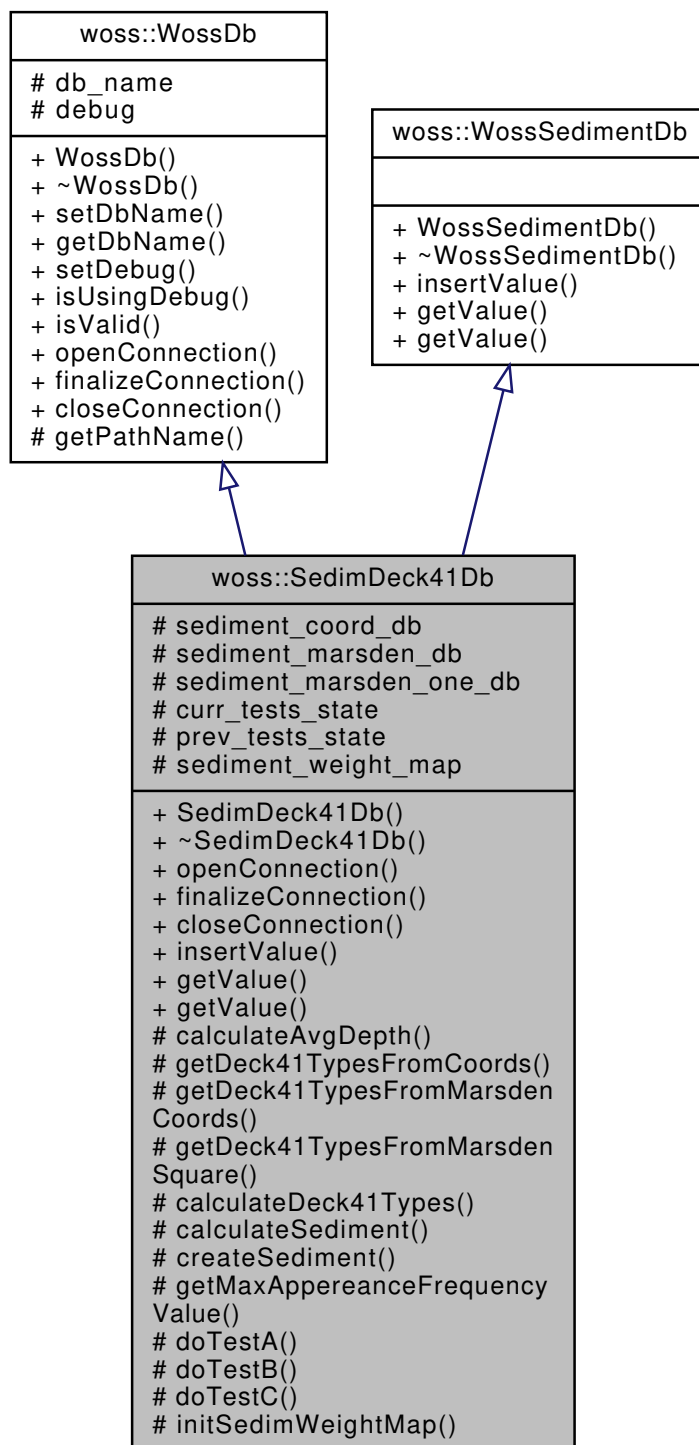 woss::WossDb
# db_name
# debug
+ WossDb()
+ ~WossDb()
+ setDbName()
+ getDbName()
+ setDebug()
+ isUsingDebug()
+ isValid()
+ openConnection()
+ finalizeConnection()
+ closeConnection()
# getPathName()
woss::WossSedimentDb
+ WossSedimentDb()
+ ~WossSedimentDb()
+ insertValue()
+ getValue()
+ getValue()
woss::SedimDeck41Db
# sediment_coord_db
# sediment_marsden_db
# sediment_marsden_one_db
# curr_tests_state
# prev_tests_state
# sediment_weight_map
+ SedimDeck41Db()
+ ~SedimDeck41Db()
+ openConnection()
+ finalizeConnection()
+ closeConnection()
+ insertValue()
+ getValue()
+ getValue()
# calculateAvgDepth()
# getDeck41TypesFromCoords()
# getDeck41TypesFromMarsden
Coords()
# getDeck41TypesFromMarsden
Square()
# calculateDeck41Types()
# calculateSediment()
# createSediment()
# getMaxAppereanceFrequency
Value()
# doTestA()
# doTestB()
# doTestC()
# initSedimWeightMap()